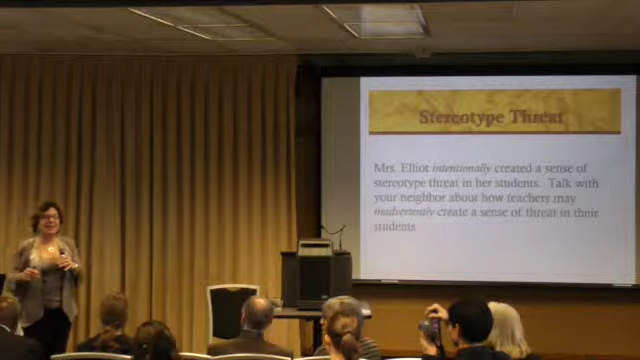 Stereotype Threat
Mrs. Elliot intentionally created a sense of
stereotype threat in her students. Talk with
your neighbor about how teachers may
inadvertently create a sense of threat in their
students